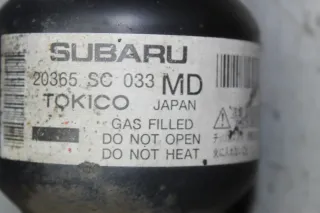 SUBARU
20365 SC 033 MD
TOKICO JAPAN
GAS FILLED
DO NOT OPEN
DO NOT HEAT